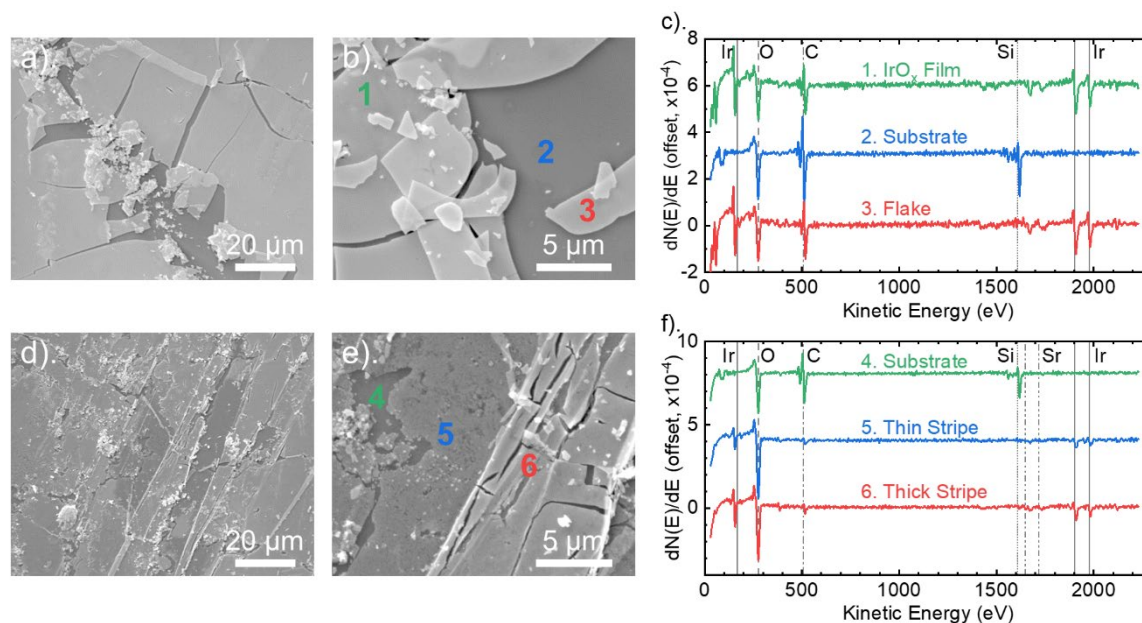 a).
20 µm
b).
1
2
3
5 µm
c).
Ir O C Si Ir
8
6
4
2
0
-2
1. IrOₓ Film
2. Substrate
3. Flake
dN(E)/dE (offset, x10⁻⁴)
0 500 1000 1500 2000
Kinetic Energy (eV)
d).
20 µm
e).
4
5
6
5 µm
f).
Ir O C Si Sr Ir
10
5
0
4. Substrate
5. Thin Stripe
6. Thick Stripe
dN(E)/dE (offset, x10⁻⁴)
0 500 1000 1500 2000
Kinetic Energy (eV)